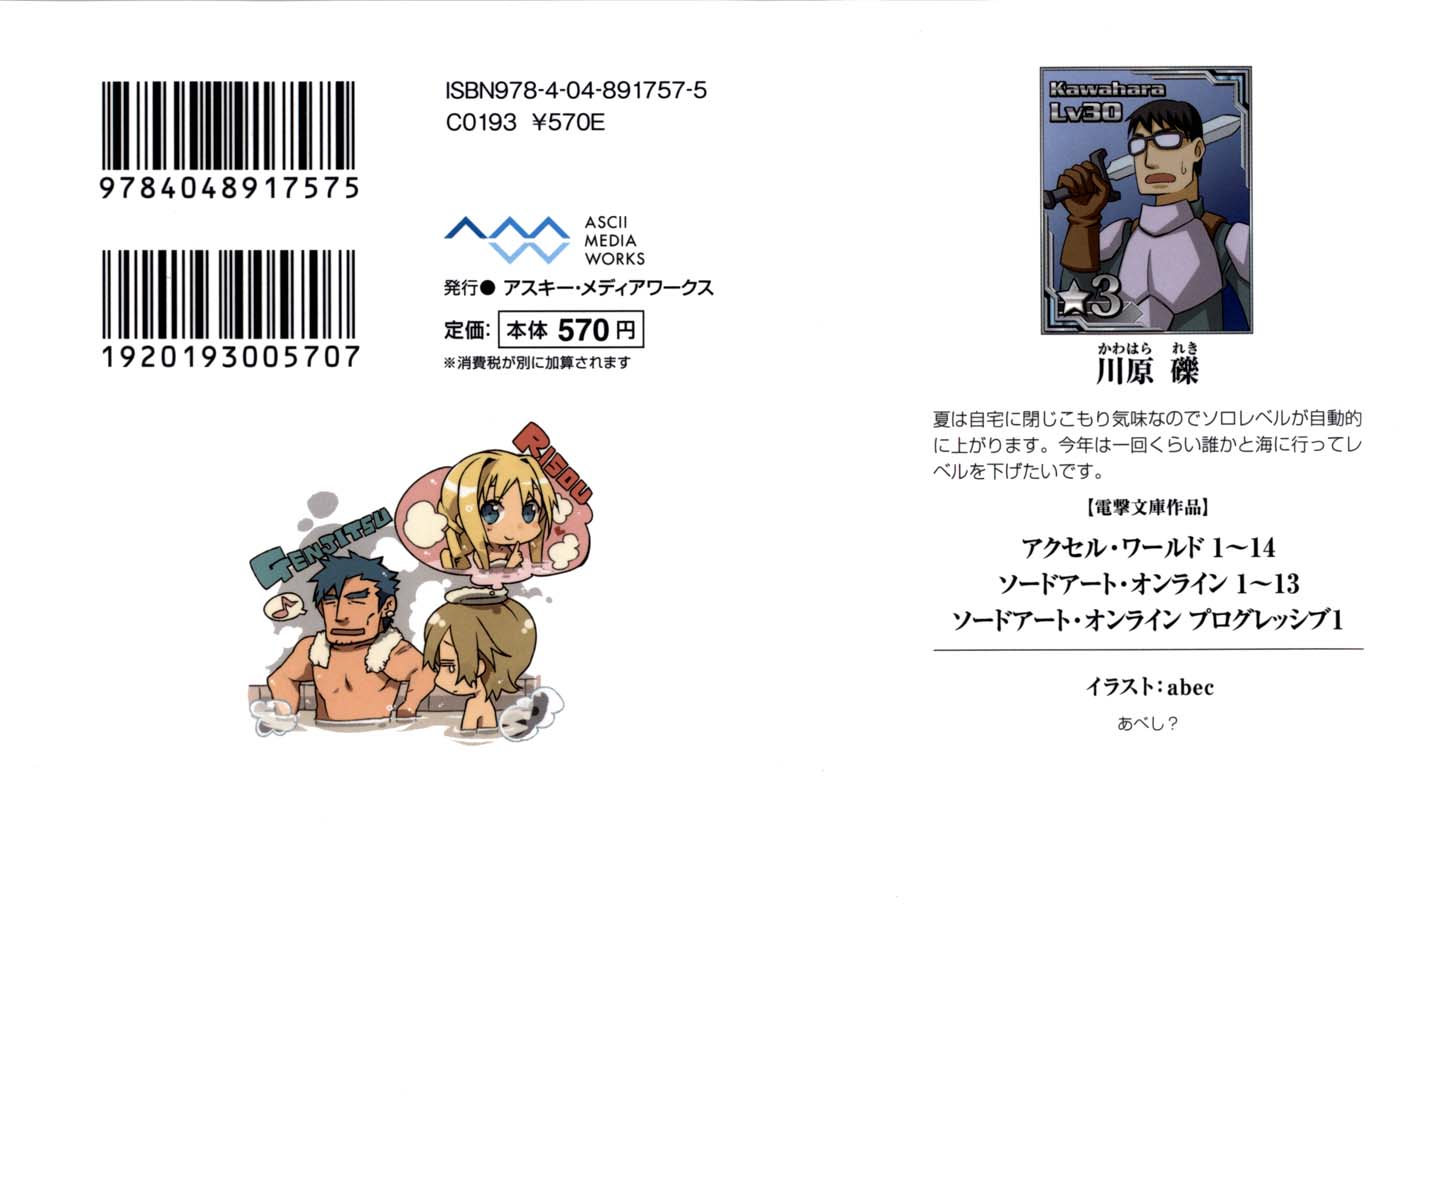 9784048917575
1920193005707
ISBN978-4-04-891757-5
C0193 ¥570E
ASCII
MEDIA
WORKS
発行●アスキー・メディアワークス
定価：本体570円
※消費税が別に加算されます
RISOU
GENJITSU
Kawahara
Lv30
★3
かわはら れき
川原 礫
夏は自宅に閉じこもり気味なのでソロレベルが自動的
に上がります。今年は一回くらい誰かと海に行ってレ
ベルを下げたいです。
【電撃文庫作品】
アクセル・ワールド 1〜14
ソードアート・オンライン 1〜13
ソードアート・オンライン プログレッシブ1
イラスト：abec
あべし？